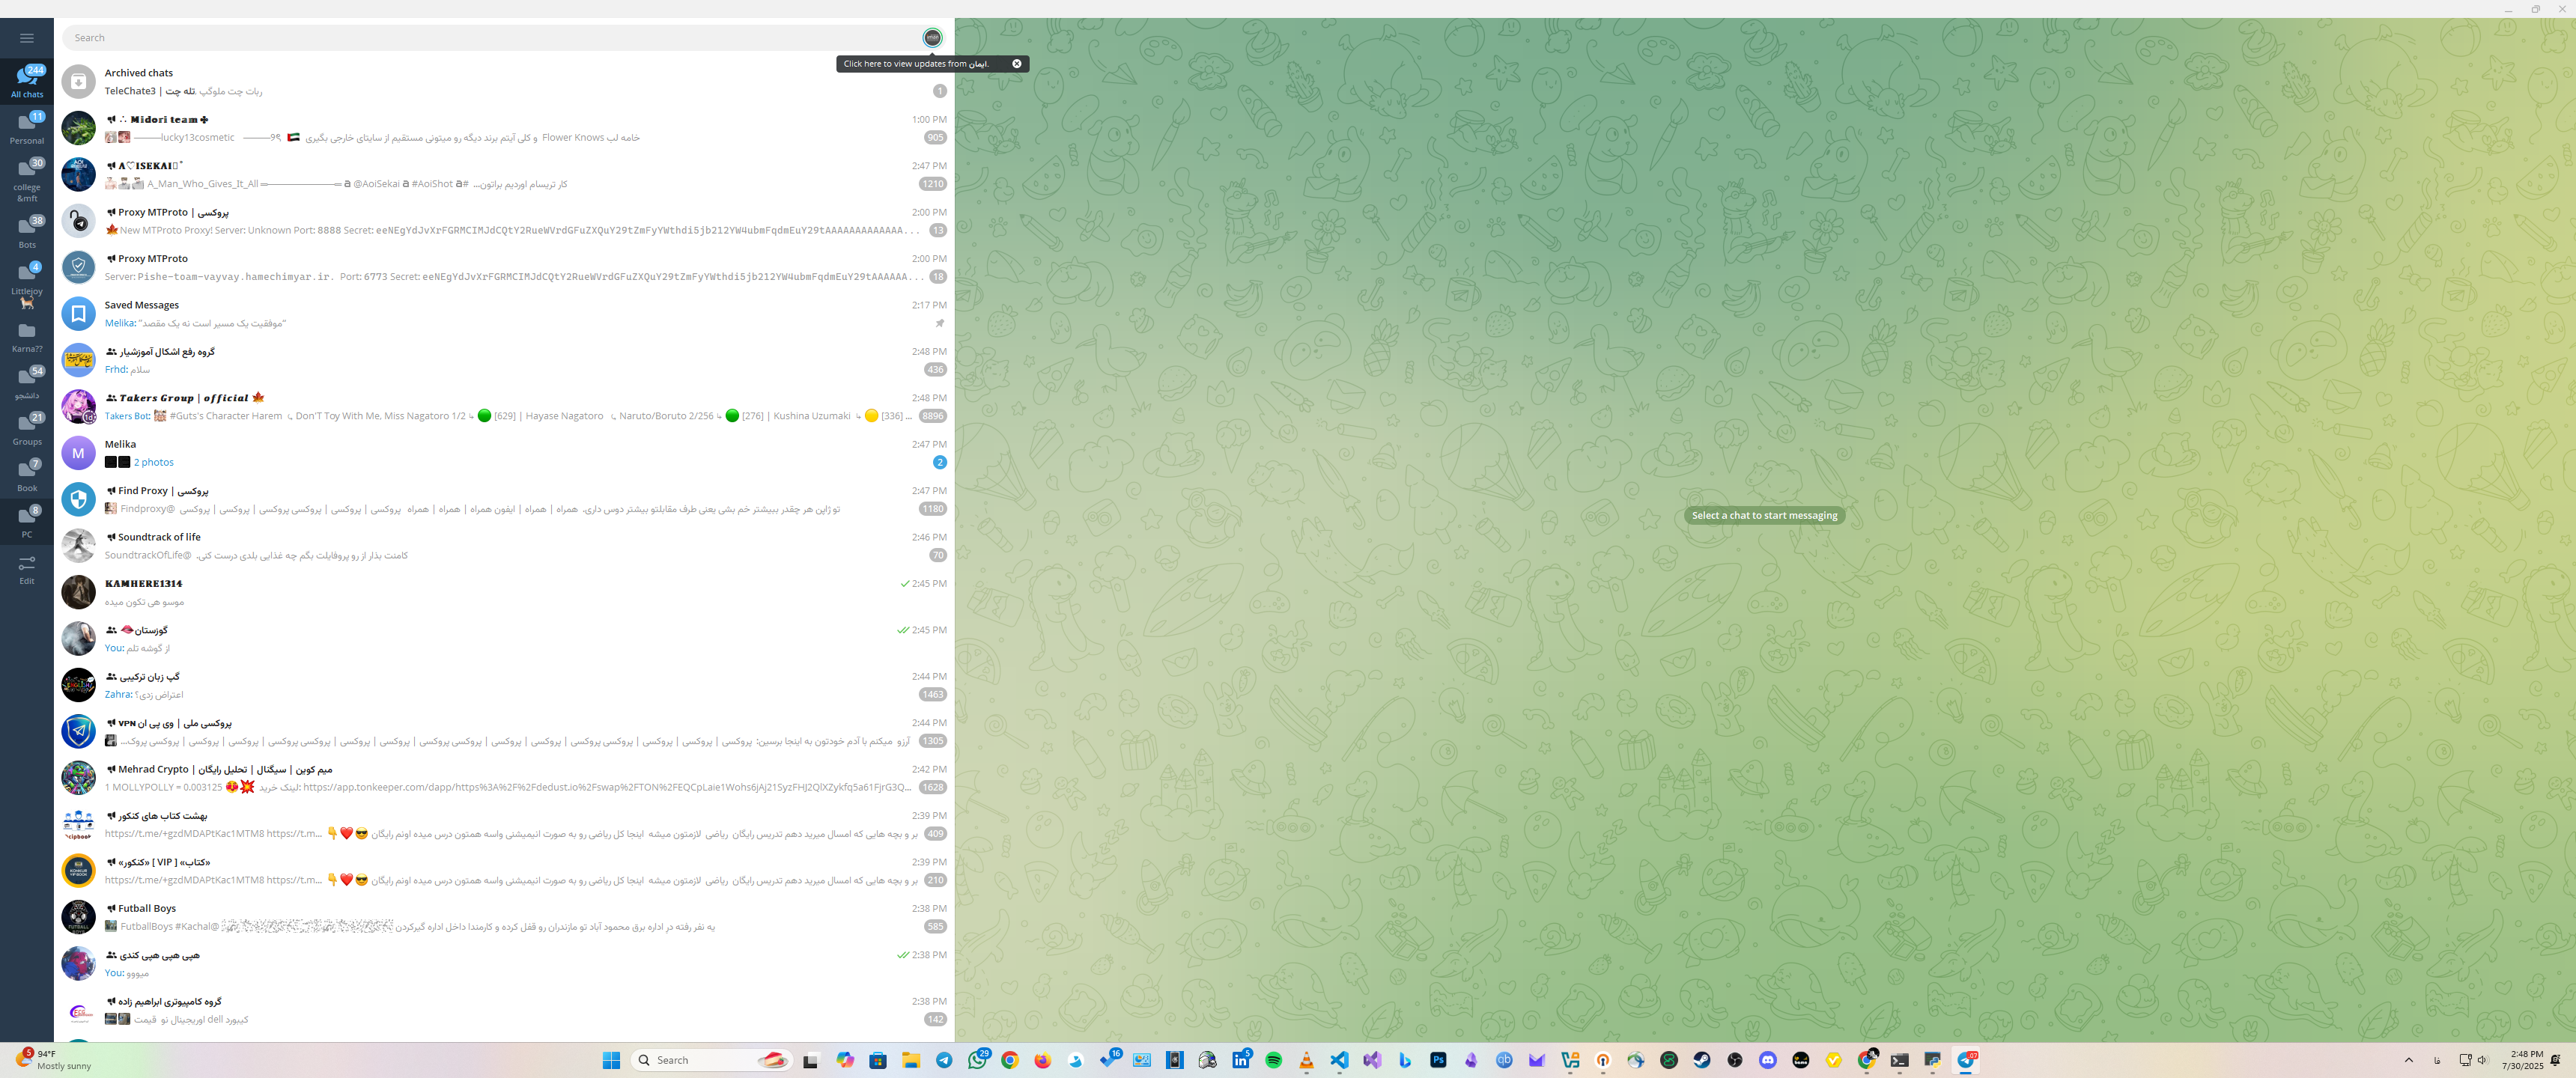 Search
Click here to view updates from ایمان.
244
All chats
11
Personal
30
college
&mft
38
Bots
4
Littlejoy
Karna??
54
دانشجو
21
Groups
7
Book
8
PC
Edit
Archived chats
TeleChate3 | تله چت. ربات چت ملوگپ
1
∴ Midori team ✤
1:00 PM
———lucky13cosmetic ———9९ 🇦🇪 و کلی آیتم برند دیگه رو میتونی مستقیم از سایتای خارجی بگیری Flower Knows خامه لب
905
Λ♡ISEKAI
2:47 PM
A_Man_Who_Gives_It_All @AoiSekai #AoiShot ...کار تریسام اوردیم براتون
1210
Proxy MTProto | پروکسی
2:00 PM
🍁New MTProto Proxy! Server: Unknown Port: 8888 Secret: eeNEgYdJvXrFGRMCIMJdCQtY2RueWVrdGFuZXQuY29tZmFyYWthdi5jb212YW4ubmFqdmEuY29tAAAAAAAAAAAAA...
13
Proxy MTProto
2:00 PM
Server: Pishe-toam-vayvay.hamechimyar.ir. Port: 6773 Secret: eeNEgYdJvXrFGRMCIMJdCQtY2RueWVrdGFuZXQuY29tZmFyYWthdi5jb212YW4ubmFqdmEuY29tAAAAAA...
18
Saved Messages
2:17 PM
Melika: "موفقیت یک مسیر است نه یک مقصد"
گروه رفع اشکال آموزشیار
2:48 PM
Frhd: سلام
436
Takers Group | official 🍁
2:48 PM
Takers Bot: #Guts's Character Harem Don'T Toy With Me, Miss Nagatoro 1/2 🟢 [629] | Hayase Nagatoro Naruto/Boruto 2/256 🟢 [276] | Kushina Uzumaki 🟡 [336] ...
8896
Melika
2:47 PM
M
2 photos
2
Find Proxy | پروکسی
2:47 PM
تو ژاپن هر چقدر بیشتر خم بشی یعنی طرف مقابلتو بیشتر دوس داری. همراه | همراه | ایفون همراه | همراه | همراه پروکسی | پروکسی | پروکسی پروکسی | پروکسی | پروکسی @Findproxy
1180
Soundtrack of life
2:46 PM
کامنت بذار از رو پروفایلت بگم چه غذایی بلدی درست کنی. @SoundtrackOfLife
70
KAMHERE1314
2:45 PM
موسو هی تکون میده
گوزستان🫦
2:45 PM
You: از گوشه تلم
گپ زبان ترکیبی
2:44 PM
Zahra: اعتراض زدی؟
1463
پروکسی ملی | وی پی ان VPN
2:44 PM
آرزو میکنم با آدم خودتون به اینجا برسین؛ پروکسی | پروکسی | پروکسی | پروکسی پروکسی | پروکسی | پروکسی | پروکسی پروکسی | پروکسی | پروکسی | پروکسی پروکسی | پروکسی | پروکسی | پروکسی پروک...
1305
Mehrad Crypto | میم کوین | سیگنال | تحلیل رایگان
2:42 PM
1 MOLLYPOLLY = 0.003125 😍💥 لینک خرید: https://app.tonkeeper.com/dapp/https%3A%2F%2Fdedust.io%2Fswap%2FTON%2FEQCpLaie1Wohs6jAj21SyzFHJ2QlXZykfq5a61FjrG3Q...
1628
بهشت کتاب های کنکور
2:39 PM
بر و بچه هایی که امسال میرید دهم تدریس رایگان ریاضی لازمتون میشه اینجا کل ریاضی رو به صورت انیمیشنی واسه همتون درس میده اونم رایگان 😎❤️👇 https://t.me/+gzdMDAPtKac1MTM8 https://t.m...
409
«کتاب» [ VIP ] «کنکور»
2:39 PM
بر و بچه هایی که امسال میرید دهم تدریس رایگان ریاضی لازمتون میشه اینجا کل ریاضی رو به صورت انیمیشنی واسه همتون درس میده اونم رایگان 😎❤️👇 https://t.me/+gzdMDAPtKac1MTM8 https://t.m...
210
Futball Boys
2:38 PM
یه نفر رفته در اداره برق محمود آباد تو مازندران رو قفل کرده و کارمندا داخل اداره گیرکردن @FutballBoys #Kachal
585
هپی هپی هپی کندی
2:38 PM
You: میووو
گروه کامپیوتری ابراهیم زاده
2:38 PM
کیبورد dell اوریجینال نو قیمت
142
Select a chat to start messaging
5
94°F
Mostly sunny
Search
29
16
5
فا
2:48 PM
7/30/2025